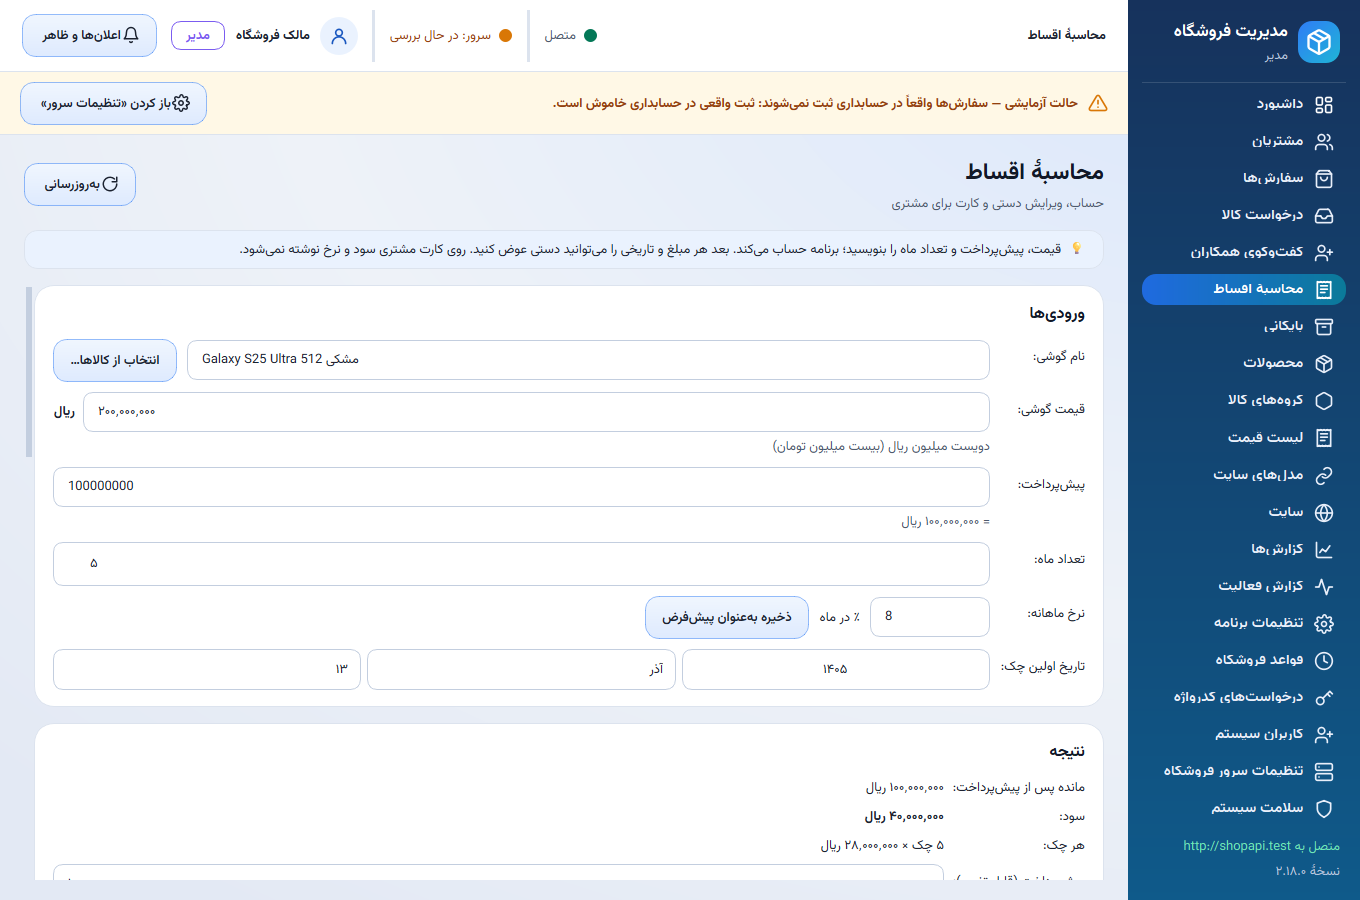 مدیریت فروشگاه
مدیر
داشبورد
مشتریان
سفارش‌ها
درخواست کالا
گفت‌وگوی همکاران
محاسبهٔ اقساط
بایگانی
محصولات
گروه‌های کالا
لیست قیمت
مدل‌های سایت
سایت
گزارش‌ها
گزارش فعالیت
تنظیمات برنامه
قواعد فروشگاه
درخواست‌های گذرواژه
کاربران سیستم
تنظیمات سرور فروشگاه
سلامت سیستم
متصل به http://shopapi.test
نسخهٔ ۲.۱۸.۰
محاسبهٔ اقساط
متصل
سرور: در حال بررسی
مالک فروشگاه
مدیر
اعلان‌ها و ظاهر
حالت آزمایشی — سفارش‌ها واقعاً در حسابداری ثبت نمی‌شوند: ثبت واقعی در حسابداری خاموش است.
باز کردن «تنظیمات سرور»
محاسبهٔ اقساط
حساب، ویرایش دستی و کارت برای مشتری
به‌روزرسانی
قیمت، پیش‌پرداخت و تعداد ماه را بنویسید؛ برنامه حساب می‌کند. بعد هر مبلغ و تاریخی را می‌توانید دستی عوض کنید. روی کارت مشتری سود و نرخ نوشته نمی‌شود.
ورودی‌ها
نام گوشی:
Galaxy S25 Ultra 512 مشکی
انتخاب از کالاها...
قیمت گوشی:
۲۰۰,۰۰۰,۰۰۰
ریال
دویست میلیون ریال (بیست میلیون تومان)
پیش‌پرداخت:
100000000
= ۱۰۰,۰۰۰,۰۰۰ ریال
تعداد ماه:
۵
نرخ ماهانه:
8
٪ در ماه
ذخیره به‌عنوان پیش‌فرض
تاریخ اولین چک:
۱۴۰۵
آذر
۱۳
نتیجه
مانده پس از پیش‌پرداخت: ۱۰۰,۰۰۰,۰۰۰ ریال
سود: ۴۰,۰۰۰,۰۰۰ ریال
هر چک: ۵ چک × ۲۸,۰۰۰,۰۰۰ ریال